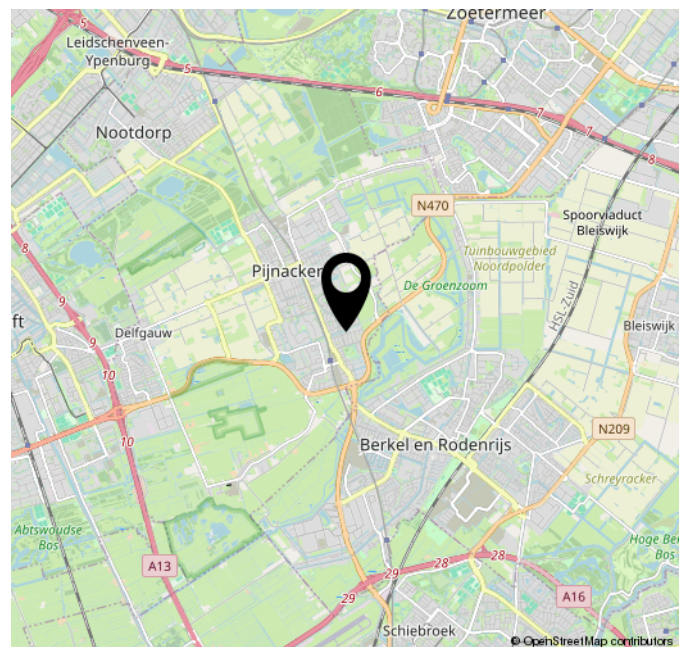 Zoetermeer
5
Leidschenveen-
Ypenburg
5
6
7
7
8
Nootdorp
N470
Spoorviaduct
Bleiswijk
8
Tuinbouwgebied
Noordpolder
Pijnacker
De Groenzoom
9
HSL-Zuid
ft
Delfgauw
9
Bleiswijk
10
10
N209
Berkel en Rodenrijs
Schreyracker
Abtswoudse
Bos
Hoge Ber
Bos
A13
28
28
29
29
A16
Schiebroek
© OpenStreetMap contributors